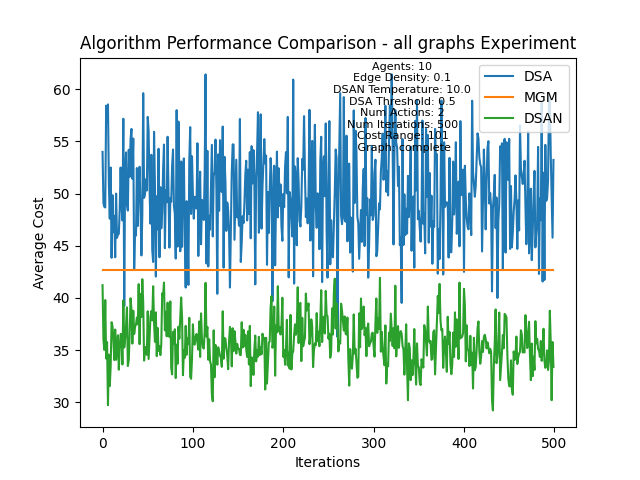 Algorithm Performance Comparison - all graphs Experiment
Agents: 10
Edge Density: 0.1
DSAN Temperature: 10.0
DSA Threshold: 0.5
Num Actions: 2
Num Iterations: 500
Cost Range: 101
Graph: complete
DSA
MGM
DSAN
Average Cost
60
55
50
45
40
35
30
0 100 200 300 400 500
Iterations